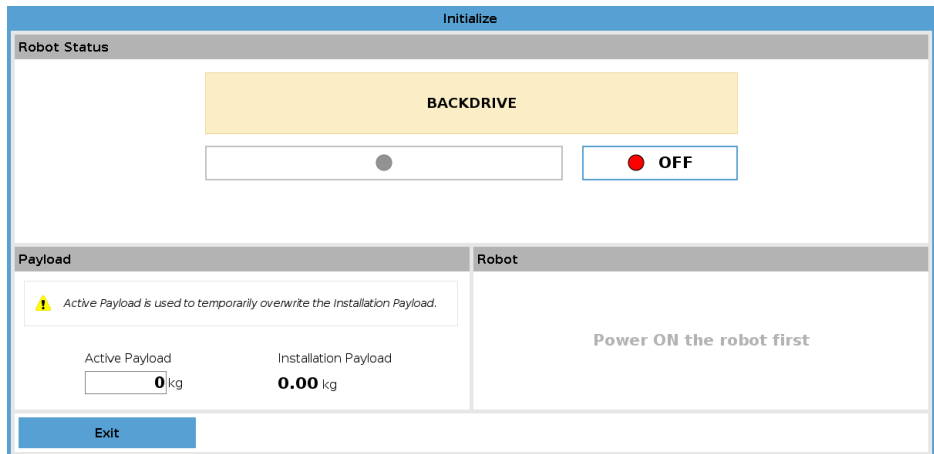 Initialize
Robot Status
BACKDRIVE
OFF
Payload
Active Payload is used to temporarily overwrite the Installation Payload.
Active Payload
Installation Payload
0 kg
0.00 kg
Robot
Power ON the robot first
Exit